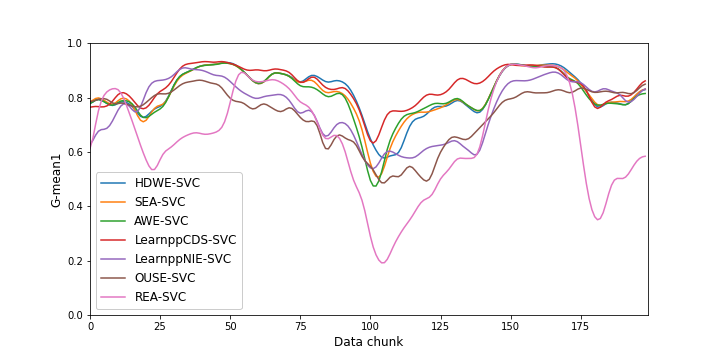 1.0
0.8
0.6
0.4
0.2
0.0
G-mean1
HDWE-SVC
SEA-SVC
AWE-SVC
LearnppCDS-SVC
LearnppNIE-SVC
OUSE-SVC
REA-SVC
0 25 50 75 100 125 150 175
Data chunk